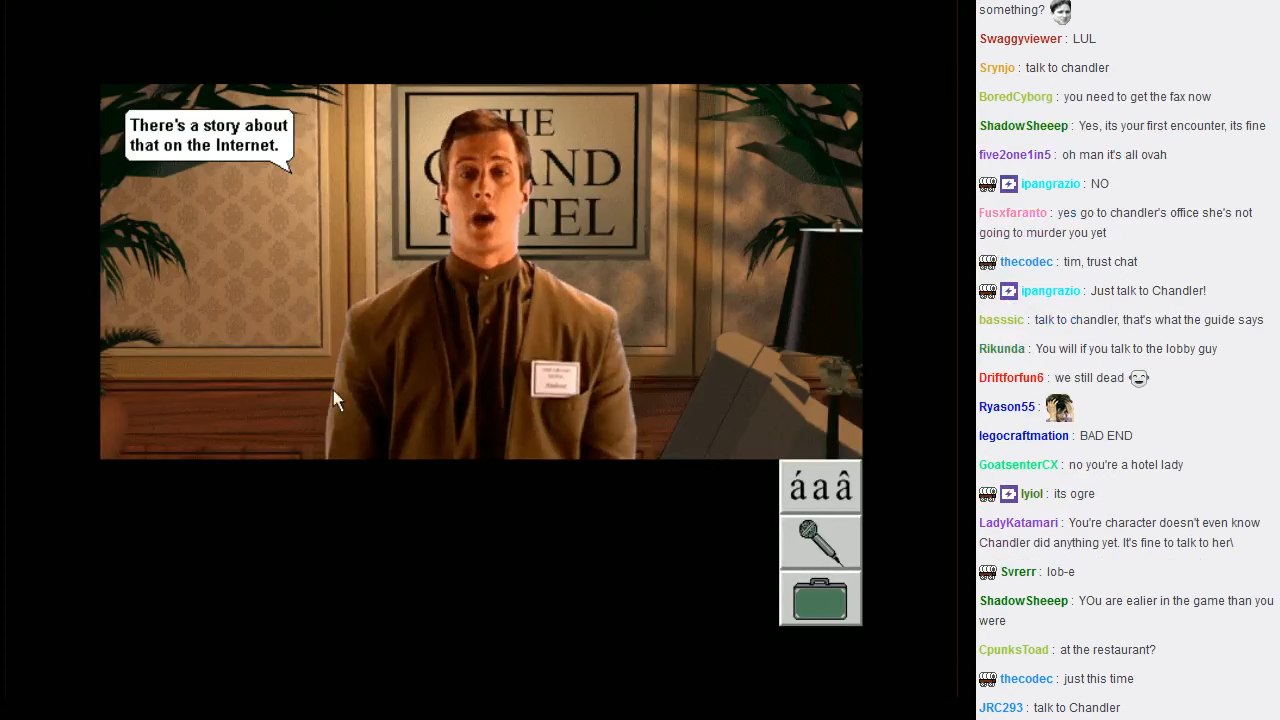 There's a story about
that on the Internet.
THE
GRAND
HOTEL
á a â
something?
Swaggyviewer : LUL
Srynjo : talk to chandler
BoredCyborg : you need to get the fax now
ShadowSheeep : Yes, its your first encounter, its fine
five2one1in5 : oh man it's all ovah
ipangrazio : NO
Fusxfaranto : yes go to chandler's office she's not
going to murder you yet
thecodec : tim, trust chat
ipangrazio : Just talk to Chandler!
basssic : talk to chandler, that's what the guide says
Rikunda : You will if you talk to the lobby guy
Driftforfun6 : we still dead
Ryason55 :
legocraftmation : BAD END
GoatsenterCX : no you're a hotel lady
lyiol : its ogre
LadyKatamari : You're character doesn't even know
Chandler did anything yet. It's fine to talk to her\
Svrerr : lob-e
ShadowSheeep : YOu are ealier in the game than you
were
CpunksToad : at the restaurant?
thecodec : just this time
JRC293 : talk to Chandler